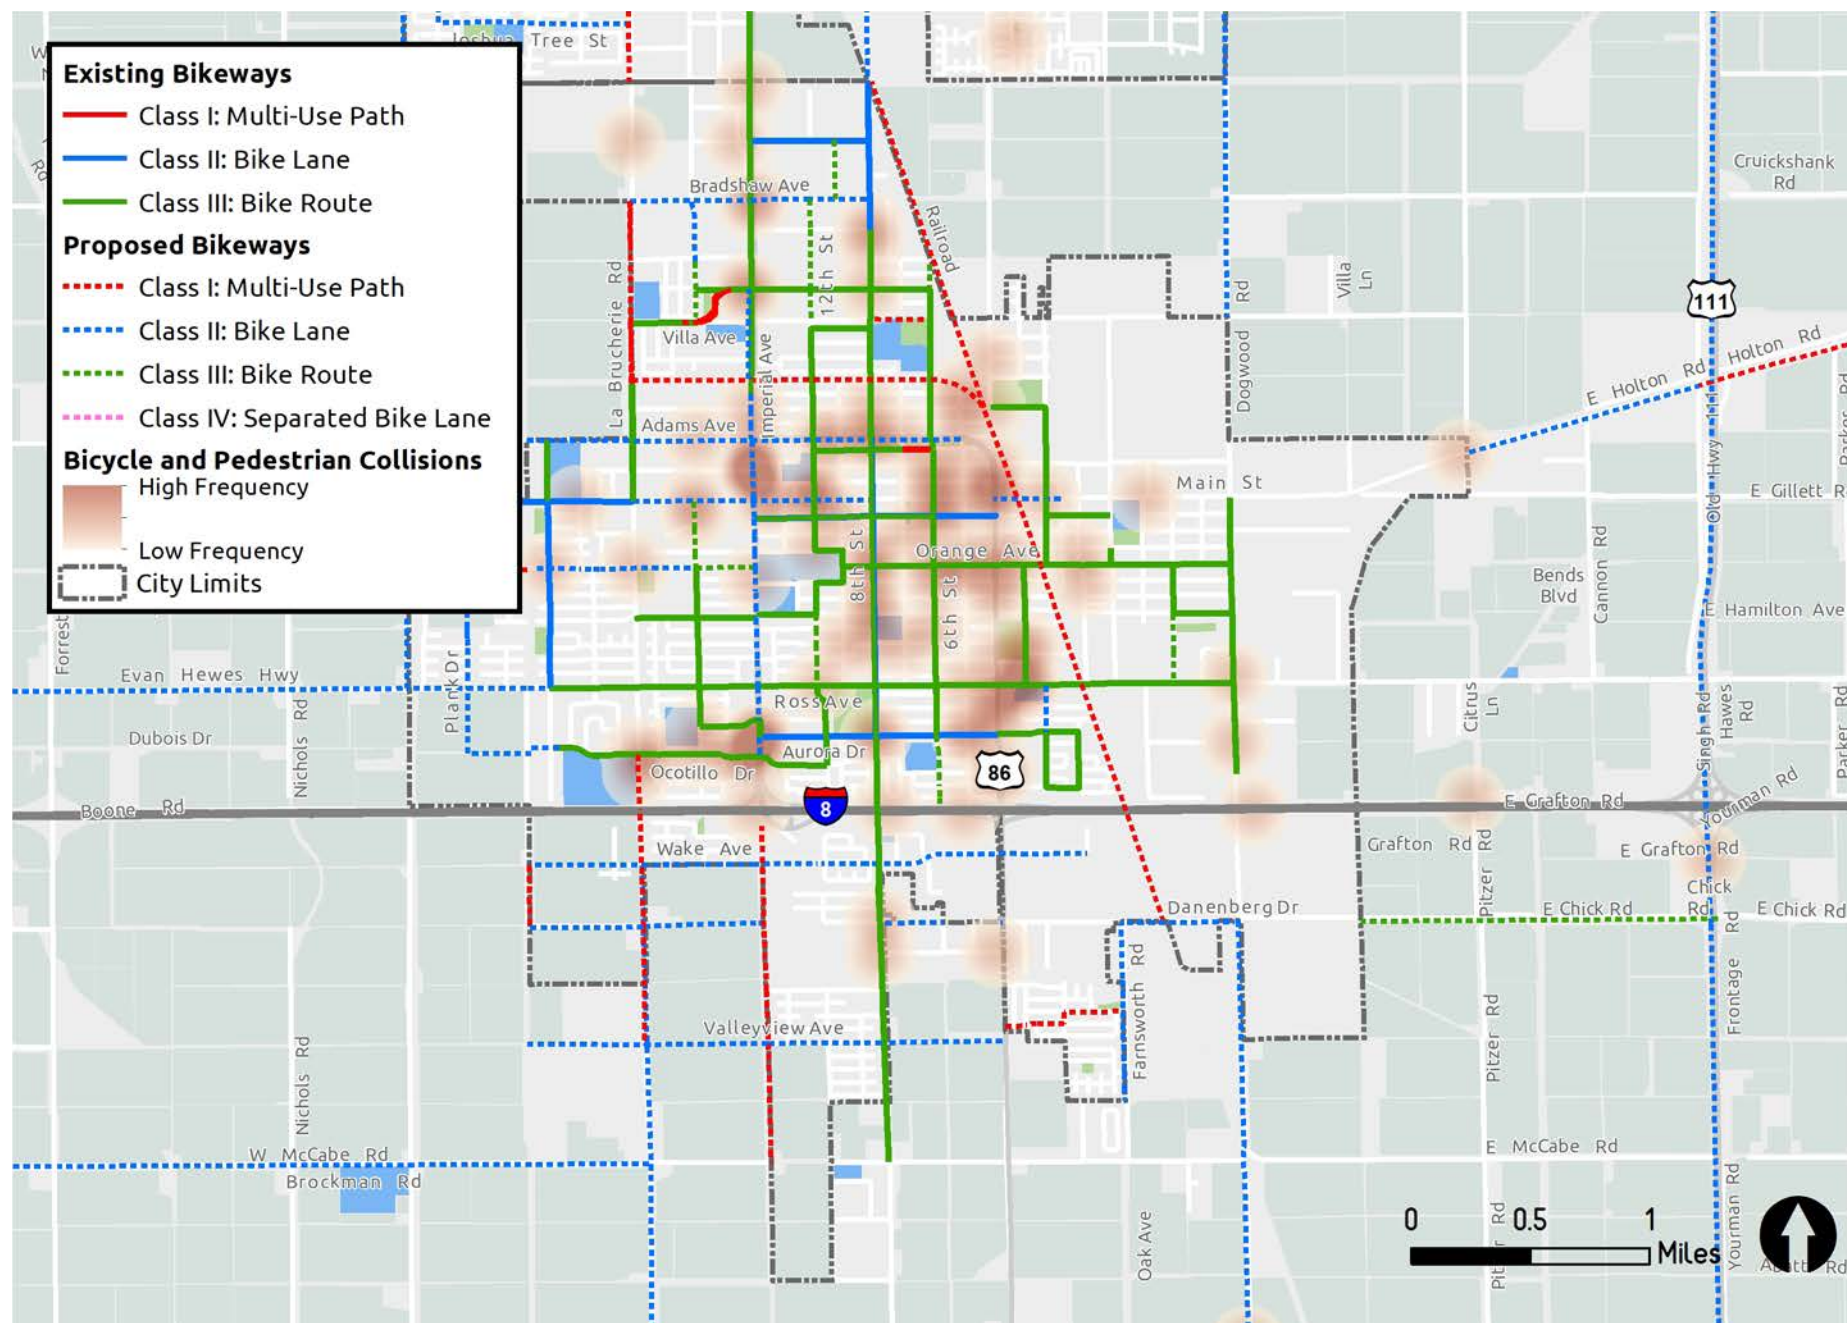 Joshua Tree St
Existing Bikeways
Class I: Multi-Use Path
Class II: Bike Lane
Class III: Bike Route
Proposed Bikeways
Class I: Multi-Use Path
Class II: Bike Lane
Class III: Bike Route
Class IV: Separated Bike Lane
Bicycle and Pedestrian Collisions
High Frequency
Low Frequency
City Limits
Cruickshank
Rd
Bradshaw Ave
Railroad
12th St
La Brucherie Rd
Villa
Ln
Dogwood Rd
111
Villa Ave
Imperial Ave
E Holton Rd
Holton Rd
Adams Ave
Main St
Old Hwy 111
E Gillett R
Parker Rd
Orange Ave
8th St
6th St
Bends
Blvd
Cannon Rd
E Hamilton Ave
Forrest
Evan Hewes Hwy
Plank Dr
Nichols Rd
Ross Ave
Citrus
Ln
Singh Rd
Hawes
Rd
Parker Rd
Dubois Dr
Aurora Dr
Ocotillo Dr
86
8
Boone Rd
E Grafton Rd
Yourman Rd
Wake Ave
Grafton Rd
Pitzer Rd
E Grafton Rd
Chick
Rd
Danenberg Dr
E Chick Rd
E Chick Rd
Farnsworth Rd
Frontage Rd
Valleyview Ave
Nichols Rd
Pitzer Rd
W McCabe Rd
E McCabe Rd
Brockman Rd
Oak Ave
Yourman Rd
0 0.5 1
Miles
Rd